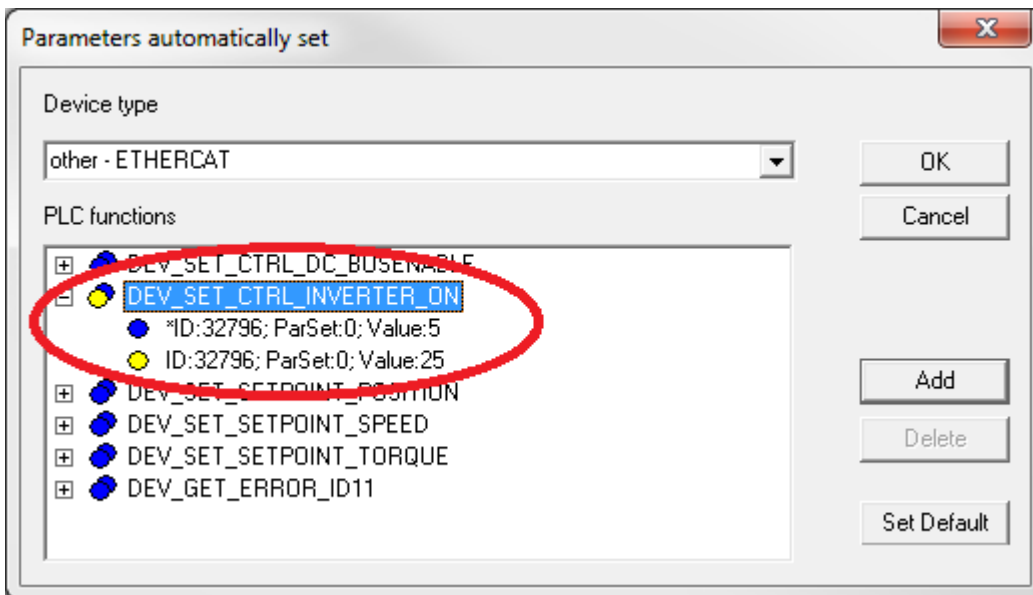 Parameters automatically set
Device type
other - ETHERCAT
OK
PLC functions
Cancel
DEV_SET_CTRL_DC_BUSENABLE
DEV_SET_CTRL_INVERTER_ON
*ID:32796; ParSet:0; Value:5
ID:32796; ParSet:0; Value:25
DEV_SET_SETPOINT_POSITION
DEV_SET_SETPOINT_SPEED
DEV_SET_SETPOINT_TORQUE
DEV_GET_ERROR_ID11
Add
Delete
Set Default